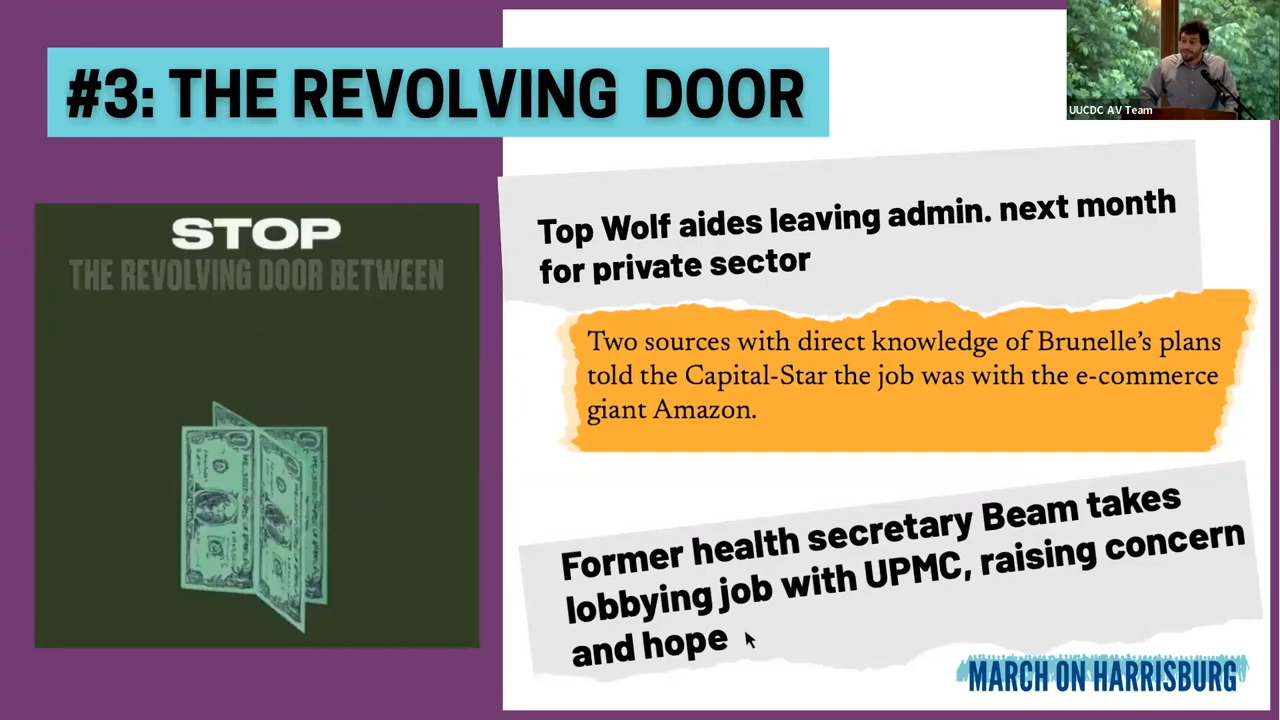 #3: THE REVOLVING DOOR
UUCDC AV Team
STOP
THE REVOLVING DOOR BETWEEN
Top Wolf aides leaving admin. next month
for private sector
Two sources with direct knowledge of Brunelle’s plans
told the Capital-Star the job was with the e-commerce
giant Amazon.
Former health secretary Beam takes
lobbying job with UPMC, raising concern
and hope
MARCH ON HARRISBURG